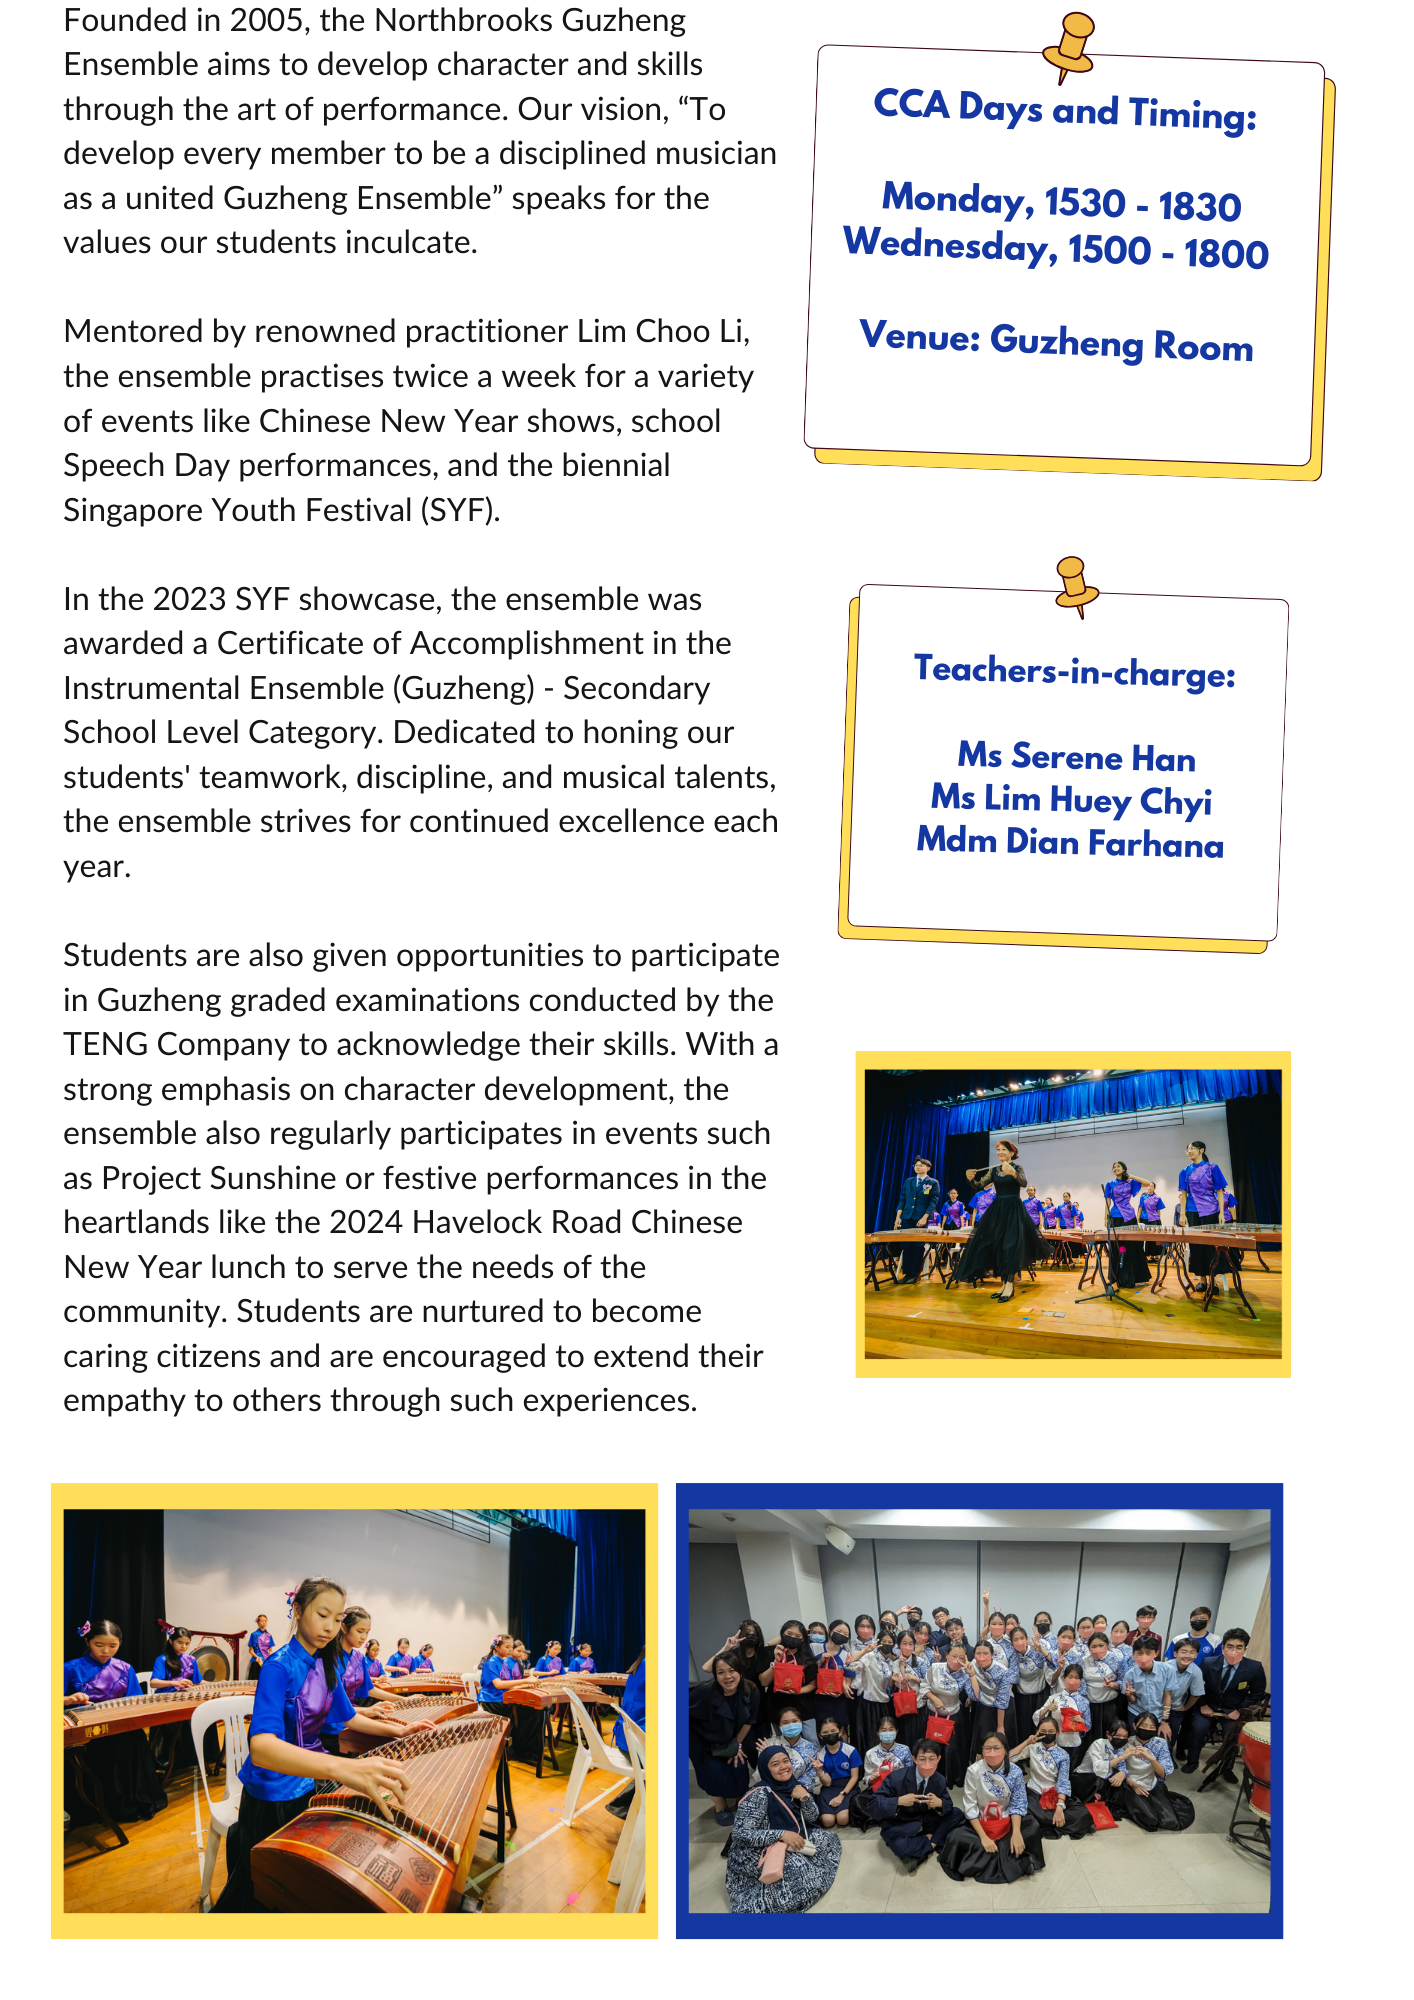 Founded in 2005, the Northbrooks Guzheng
Ensemble aims to develop character and skills
through the art of performance. Our vision, “To
develop every member to be a disciplined musician
as a united Guzheng Ensemble” speaks for the
values our students inculcate.
Mentored by renowned practitioner Lim Choo Li,
the ensemble practises twice a week for a variety
of events like Chinese New Year shows, school
Speech Day performances, and the biennial
Singapore Youth Festival (SYF).
In the 2023 SYF showcase, the ensemble was
awarded a Certificate of Accomplishment in the
Instrumental Ensemble (Guzheng) - Secondary
School Level Category. Dedicated to honing our
students' teamwork, discipline, and musical talents,
the ensemble strives for continued excellence each
year.
Students are also given opportunities to participate
in Guzheng graded examinations conducted by the
TENG Company to acknowledge their skills. With a
strong emphasis on character development, the
ensemble also regularly participates in events such
as Project Sunshine or festive performances in the
heartlands like the 2024 Havelock Road Chinese
New Year lunch to serve the needs of the
community. Students are nurtured to become
caring citizens and are encouraged to extend their
empathy to others through such experiences.
CCA Days and Timing:
Monday, 1530 - 1830
Wednesday, 1500 - 1800
Venue: Guzheng Room
Teachers-in-charge:
Ms Serene Han
Ms Lim Huey Chyi
Mdm Dian Farhana